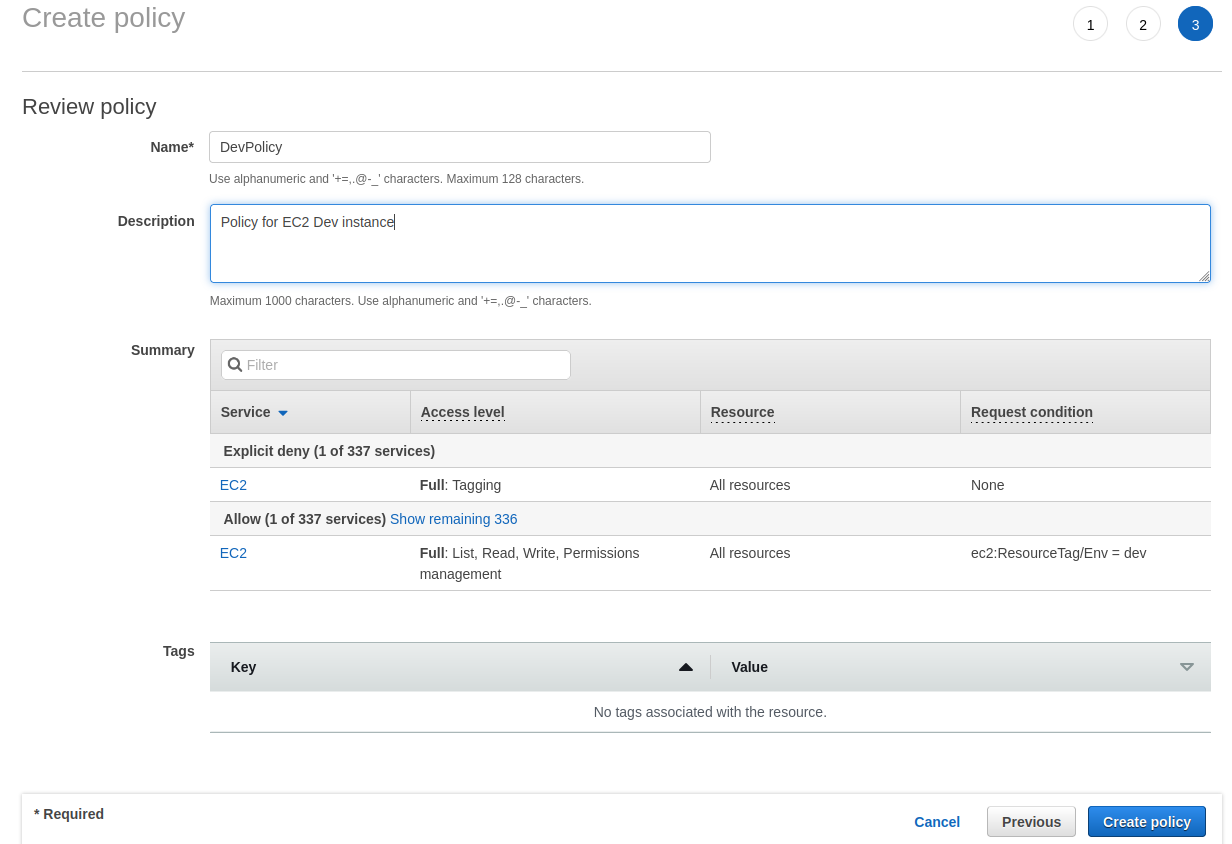 Create policy
1 2 3
Review policy
Name* DevPolicy
Use alphanumeric and '+=,.@-_' characters. Maximum 128 characters.
Description Policy for EC2 Dev instance
Maximum 1000 characters. Use alphanumeric and '+=,.@-_' characters.
Summary
Filter
Service Access level Resource Request condition
Explicit deny (1 of 337 services)
EC2 Full: Tagging All resources None
Allow (1 of 337 services) Show remaining 336
EC2 Full: List, Read, Write, Permissions All resources ec2:ResourceTag/Env = dev
management
Tags
Key Value
No tags associated with the resource.
* Required
Cancel Previous Create policy